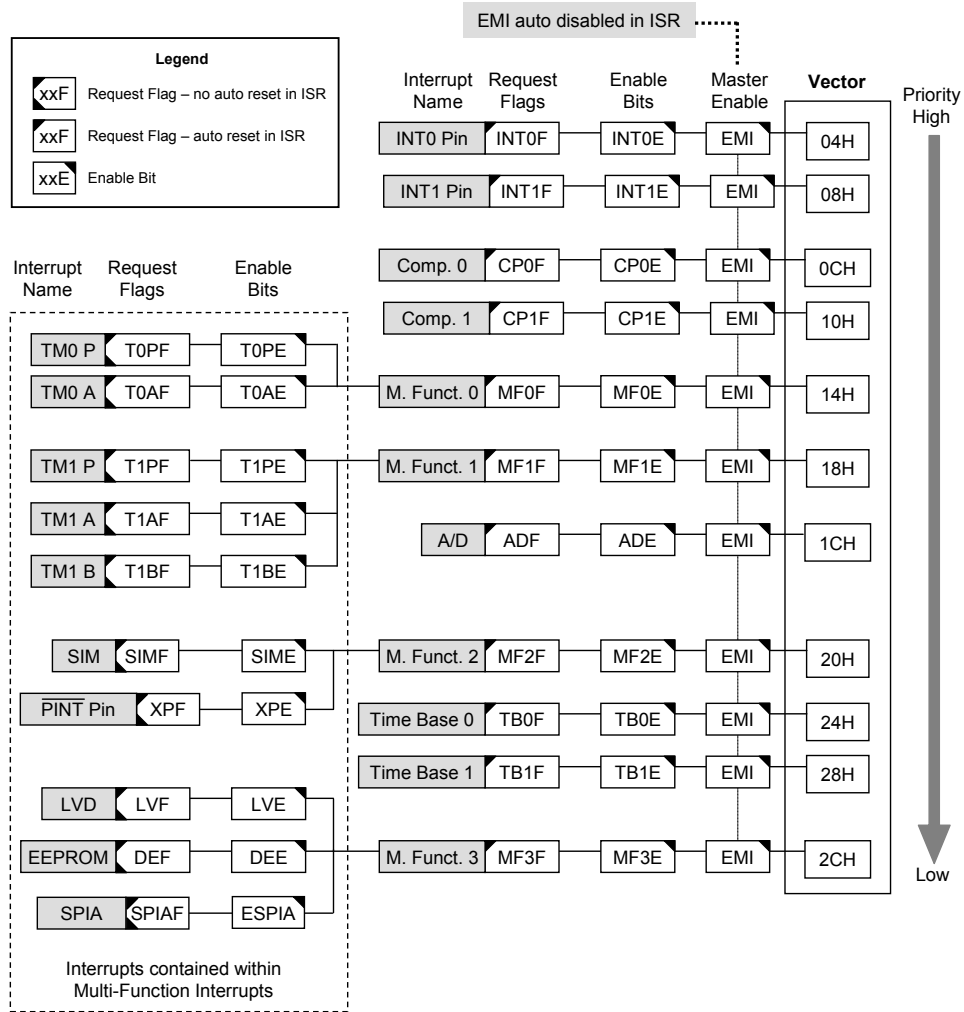 EMI auto disabled in ISR
Legend
xxF Request Flag – no auto reset in ISR
xxF Request Flag – auto reset in ISR
xxE Enable Bit
Interrupt Name Request Flags Enable Bits Master Enable Vector Priority High
INT0 Pin INT0F INT0E EMI 04H
INT1 Pin INT1F INT1E EMI 08H
Interrupt Name Request Flags Enable Bits
Comp. 0 CP0F CP0E EMI 0CH
Comp. 1 CP1F CP1E EMI 10H
TM0 P T0PF T0PE
TM0 A T0AF T0AE M. Funct. 0 MF0F MF0E EMI 14H
TM1 P T1PF T1PE M. Funct. 1 MF1F MF1E EMI 18H
TM1 A T1AF T1AE
A/D ADF ADE EMI 1CH
TM1 B T1BF T1BE
SIM SIMF SIME M. Funct. 2 MF2F MF2E EMI 20H
PINT Pin XPF XPE
Time Base 0 TB0F TB0E EMI 24H
Time Base 1 TB1F TB1E EMI 28H
LVD LVF LVE
EEPROM DEF DEE M. Funct. 3 MF3F MF3E EMI 2CH
Low
SPIA SPIAF ESPIA
Interrupts contained within
Multi-Function Interrupts